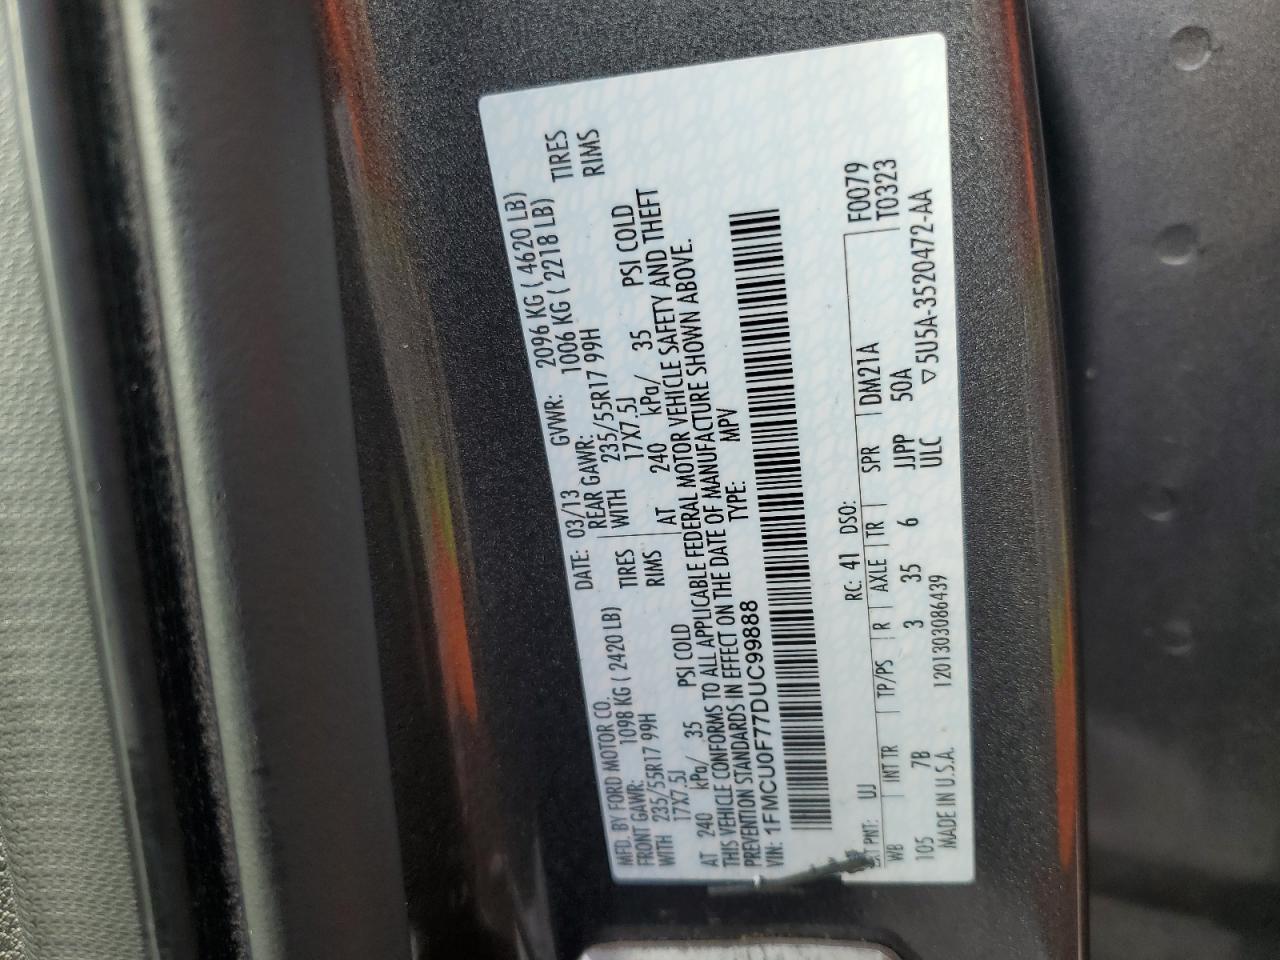 MFD. BY FORD MOTOR CO.
DATE: 03/13 GVWR: 2096 KG ( 4620 LB)
FRONT GAWR: 1098 KG ( 2420 LB) REAR GAWR: 1006 KG ( 2218 LB)
WITH 235/55R17 99H TIRES WITH 235/55R17 99H TIRES
17X7.5J RIMS 17X7.5J RIMS
AT 240 kPa/ 35 PSI COLD AT 240 kPa/ 35 PSI COLD
THIS VEHICLE CONFORMS TO ALL APPLICABLE FEDERAL MOTOR VEHICLE SAFETY AND THEFT
PREVENTION STANDARDS IN EFFECT ON THE DATE OF MANUFACTURE SHOWN ABOVE.
VIN: 1FMCU0F77DUC99888 TYPE: MPV
F0079
T0323
PNT: UJ RC: 41 DSO:
WB INT TR TP/PS R AXLE TR SPR DM21A
105 7B 3 35 6 JJPP 50A
ULC
MADE IN U.S.A. 1201303086439 ▽5U5A-3520472-AA